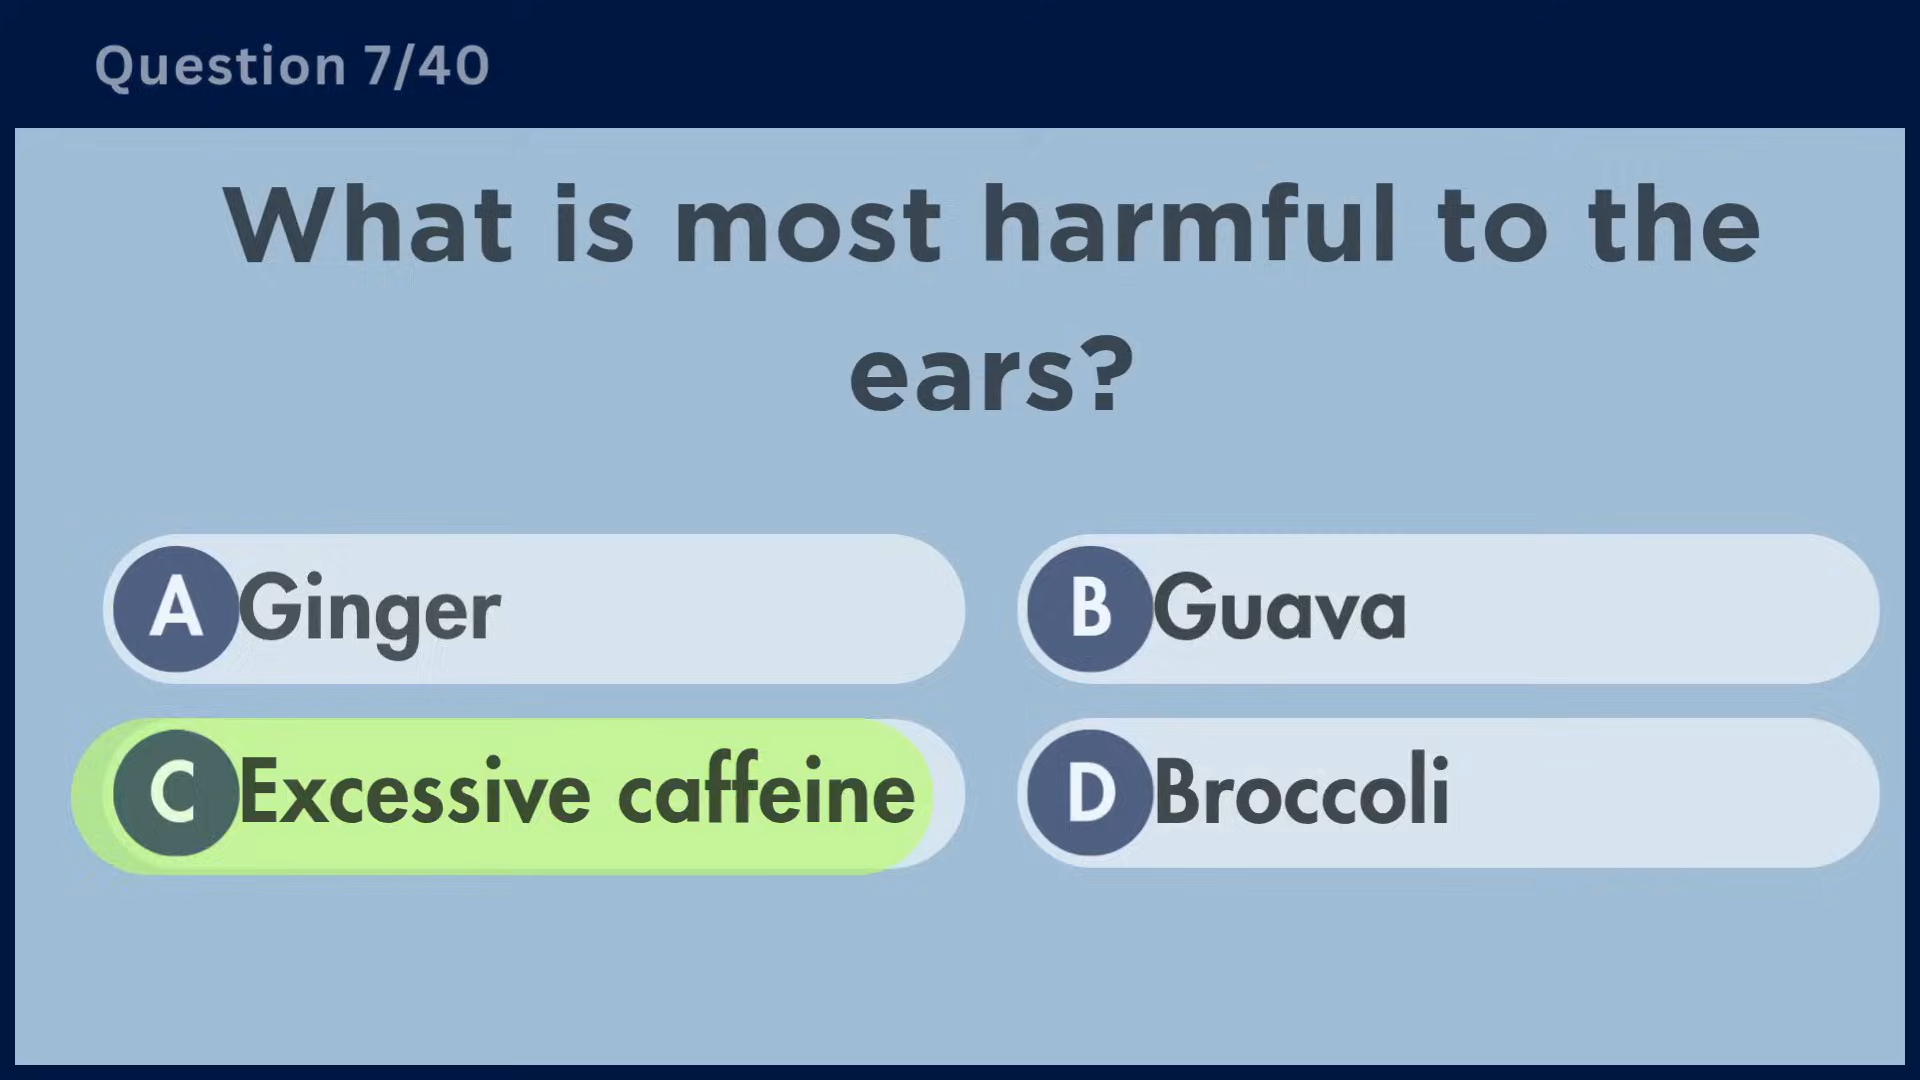 Question 7/40
What is most harmful to the
ears?
A Ginger
B Guava
C Excessive caffeine
D Broccoli